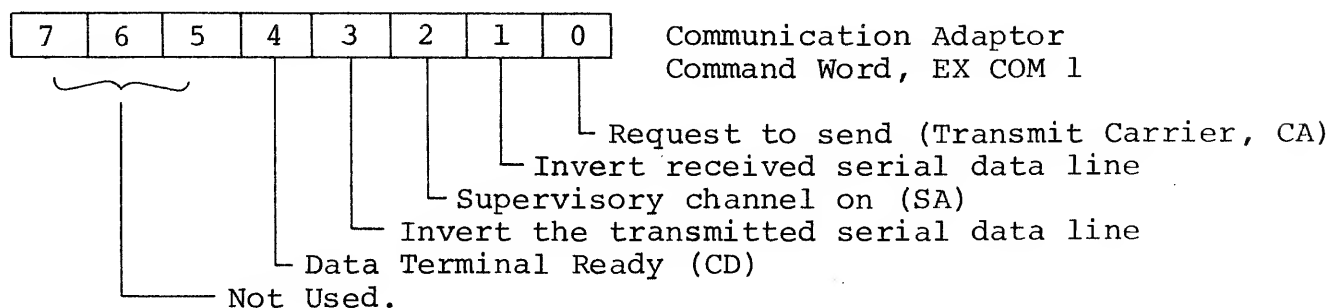 7 6 5 4 3 2 1 0 Communication Adaptor
Command Word, EX COM 1
Request to send (Transmit Carrier, CA)
Invert received serial data line
Supervisory channel on (SA)
Invert the transmitted serial data line
Data Terminal Ready (CD)
Not Used.